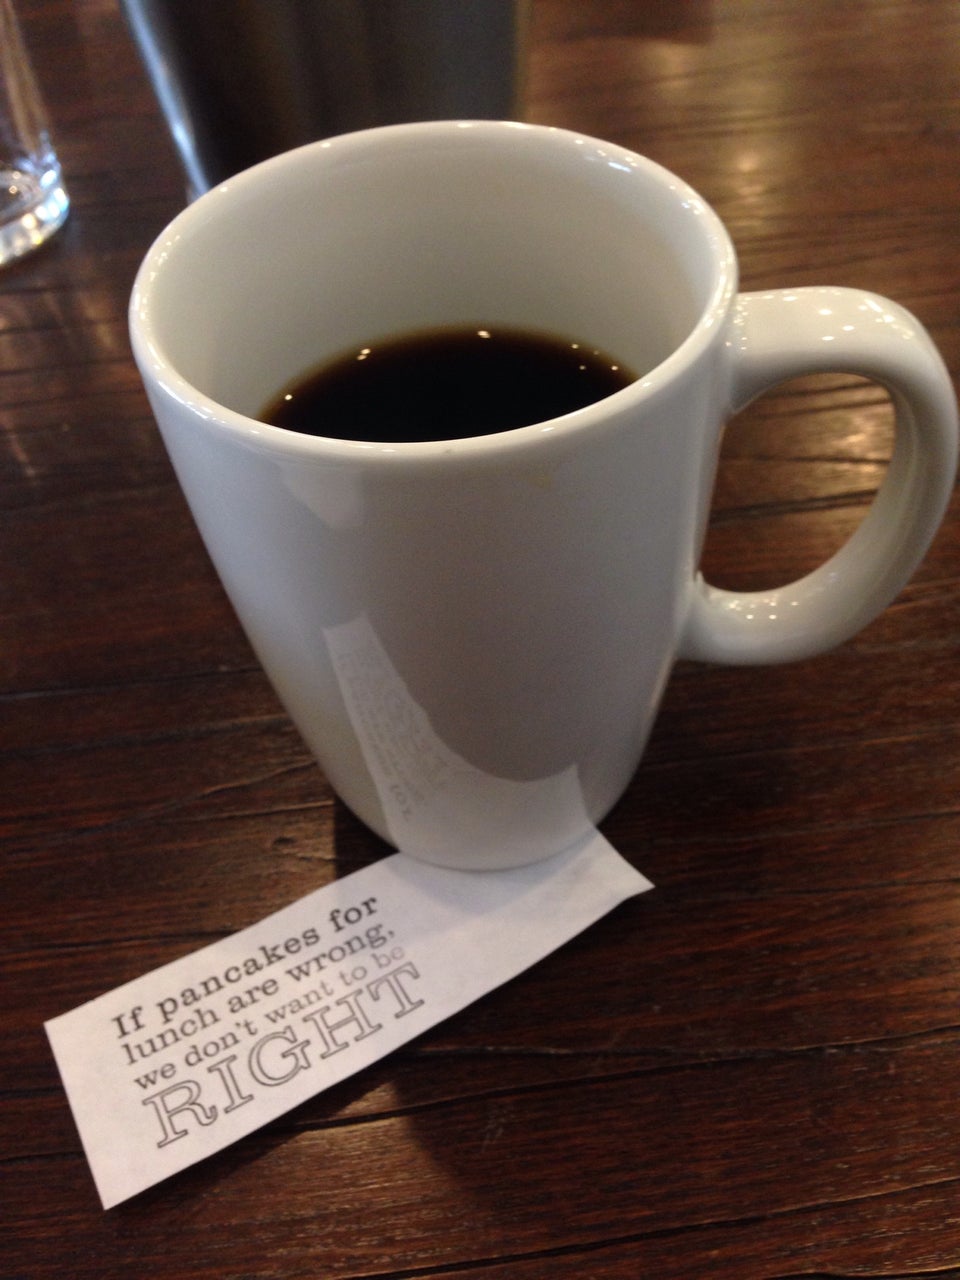 If pancakes for
lunch are wrong,
we don't want to be
RIGHT